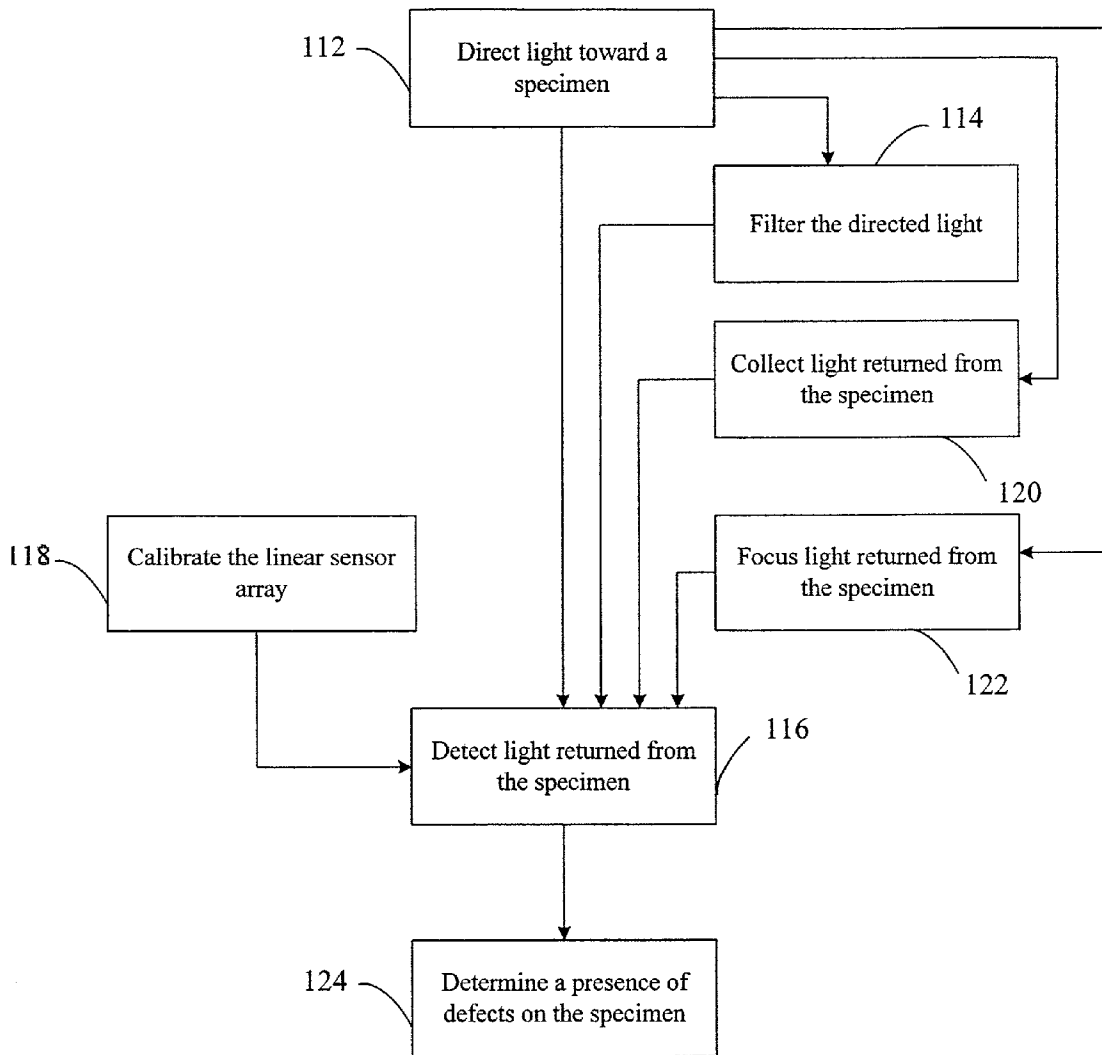 112
Direct light toward a
specimen
114
Filter the directed light
Collect light returned from
the specimen
120
118
Calibrate the linear sensor
array
Focus light returned from
the specimen
122
Detect light returned from
the specimen
116
124
Determine a presence of
defects on the specimen